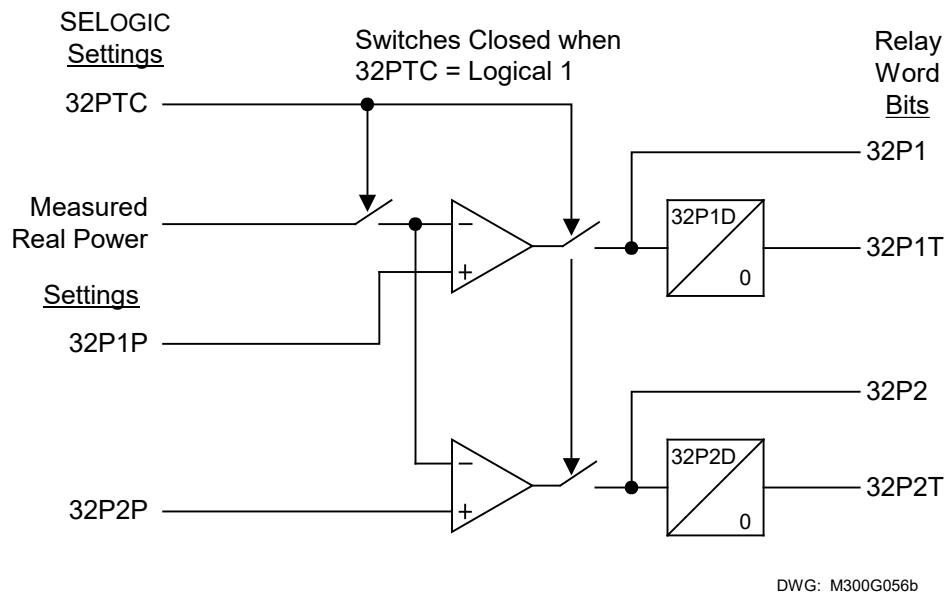 SELOGIC
Settings
Switches Closed when
32PTC = Logical 1
Relay
Word
Bits
32PTC
32P1
Measured
Real Power
−
+
32P1D
0
32P1T
Settings
32P1P
32P2
−
+
32P2D
0
32P2T
32P2P
DWG: M300G056b